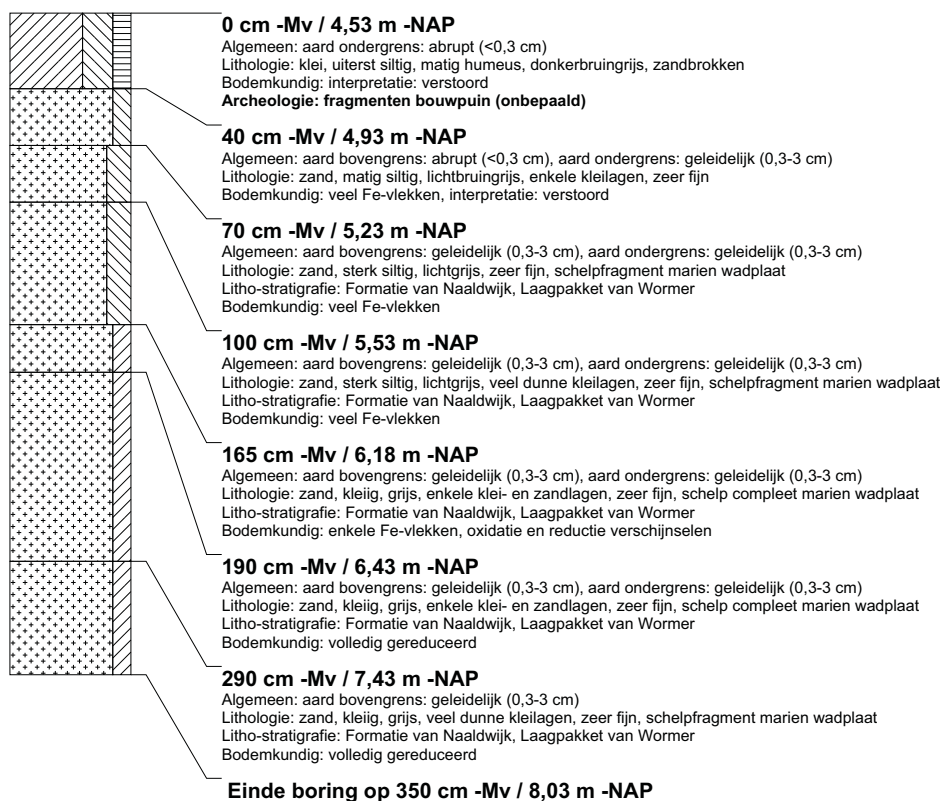 0 cm -Mv / 4,53 m -NAP
Algemeen: aard ondergrens: abrupt (<0,3 cm)
Lithologie: klei, uiterst siltig, matig humeus, donkerbruingrijs, zandbrokken
Bodemkundig: interpretatie: verstoord
Archeologie: fragmenten bouwpuin (onbepaald)
40 cm -Mv / 4,93 m -NAP
Algemeen: aard bovengrens: abrupt (<0,3 cm), aard ondergrens: geleidelijk (0,3-3 cm)
Lithologie: zand, matig siltig, lichtbruingrijs, enkele kleilagen, zeer fijn
Bodemkundig: veel Fe-vlekken, interpretatie: verstoord
70 cm -Mv / 5,23 m -NAP
Algemeen: aard bovengrens: geleidelijk (0,3-3 cm), aard ondergrens: geleidelijk (0,3-3 cm)
Lithologie: zand, sterk siltig, lichtgrijs, zeer fijn, schelpfragment marien wadplaat
Litho-stratigrafie: Formatie van Naaldwijk, Laagpakket van Wormer
Bodemkundig: veel Fe-vlekken
100 cm -Mv / 5,53 m -NAP
Algemeen: aard bovengrens: geleidelijk (0,3-3 cm), aard ondergrens: geleidelijk (0,3-3 cm)
Lithologie: zand, sterk siltig, lichtgrijs, veel dunne kleilagen, zeer fijn, schelpfragment marien wadplaat
Litho-stratigrafie: Formatie van Naaldwijk, Laagpakket van Wormer
Bodemkundig: veel Fe-vlekken
165 cm -Mv / 6,18 m -NAP
Algemeen: aard bovengrens: geleidelijk (0,3-3 cm), aard ondergrens: geleidelijk (0,3-3 cm)
Lithologie: zand, kleiig, grijs, enkele klei- en zandlagen, zeer fijn, schelp compleet marien wadplaat
Litho-stratigrafie: Formatie van Naaldwijk, Laagpakket van Wormer
Bodemkundig: enkele Fe-vlekken, oxidatie en reductie verschijnselen
190 cm -Mv / 6,43 m -NAP
Algemeen: aard bovengrens: geleidelijk (0,3-3 cm), aard ondergrens: geleidelijk (0,3-3 cm)
Lithologie: zand, kleiig, grijs, enkele klei- en zandlagen, zeer fijn, schelp compleet marien wadplaat
Litho-stratigrafie: Formatie van Naaldwijk, Laagpakket van Wormer
Bodemkundig: volledig gereduceerd
290 cm -Mv / 7,43 m -NAP
Algemeen: aard bovengrens: geleidelijk (0,3-3 cm)
Lithologie: zand, kleiig, grijs, veel dunne kleilagen, zeer fijn, schelpfragment marien wadplaat
Litho-stratigrafie: Formatie van Naaldwijk, Laagpakket van Wormer
Bodemkundig: volledig gereduceerd
Einde boring op 350 cm -Mv / 8,03 m -NAP